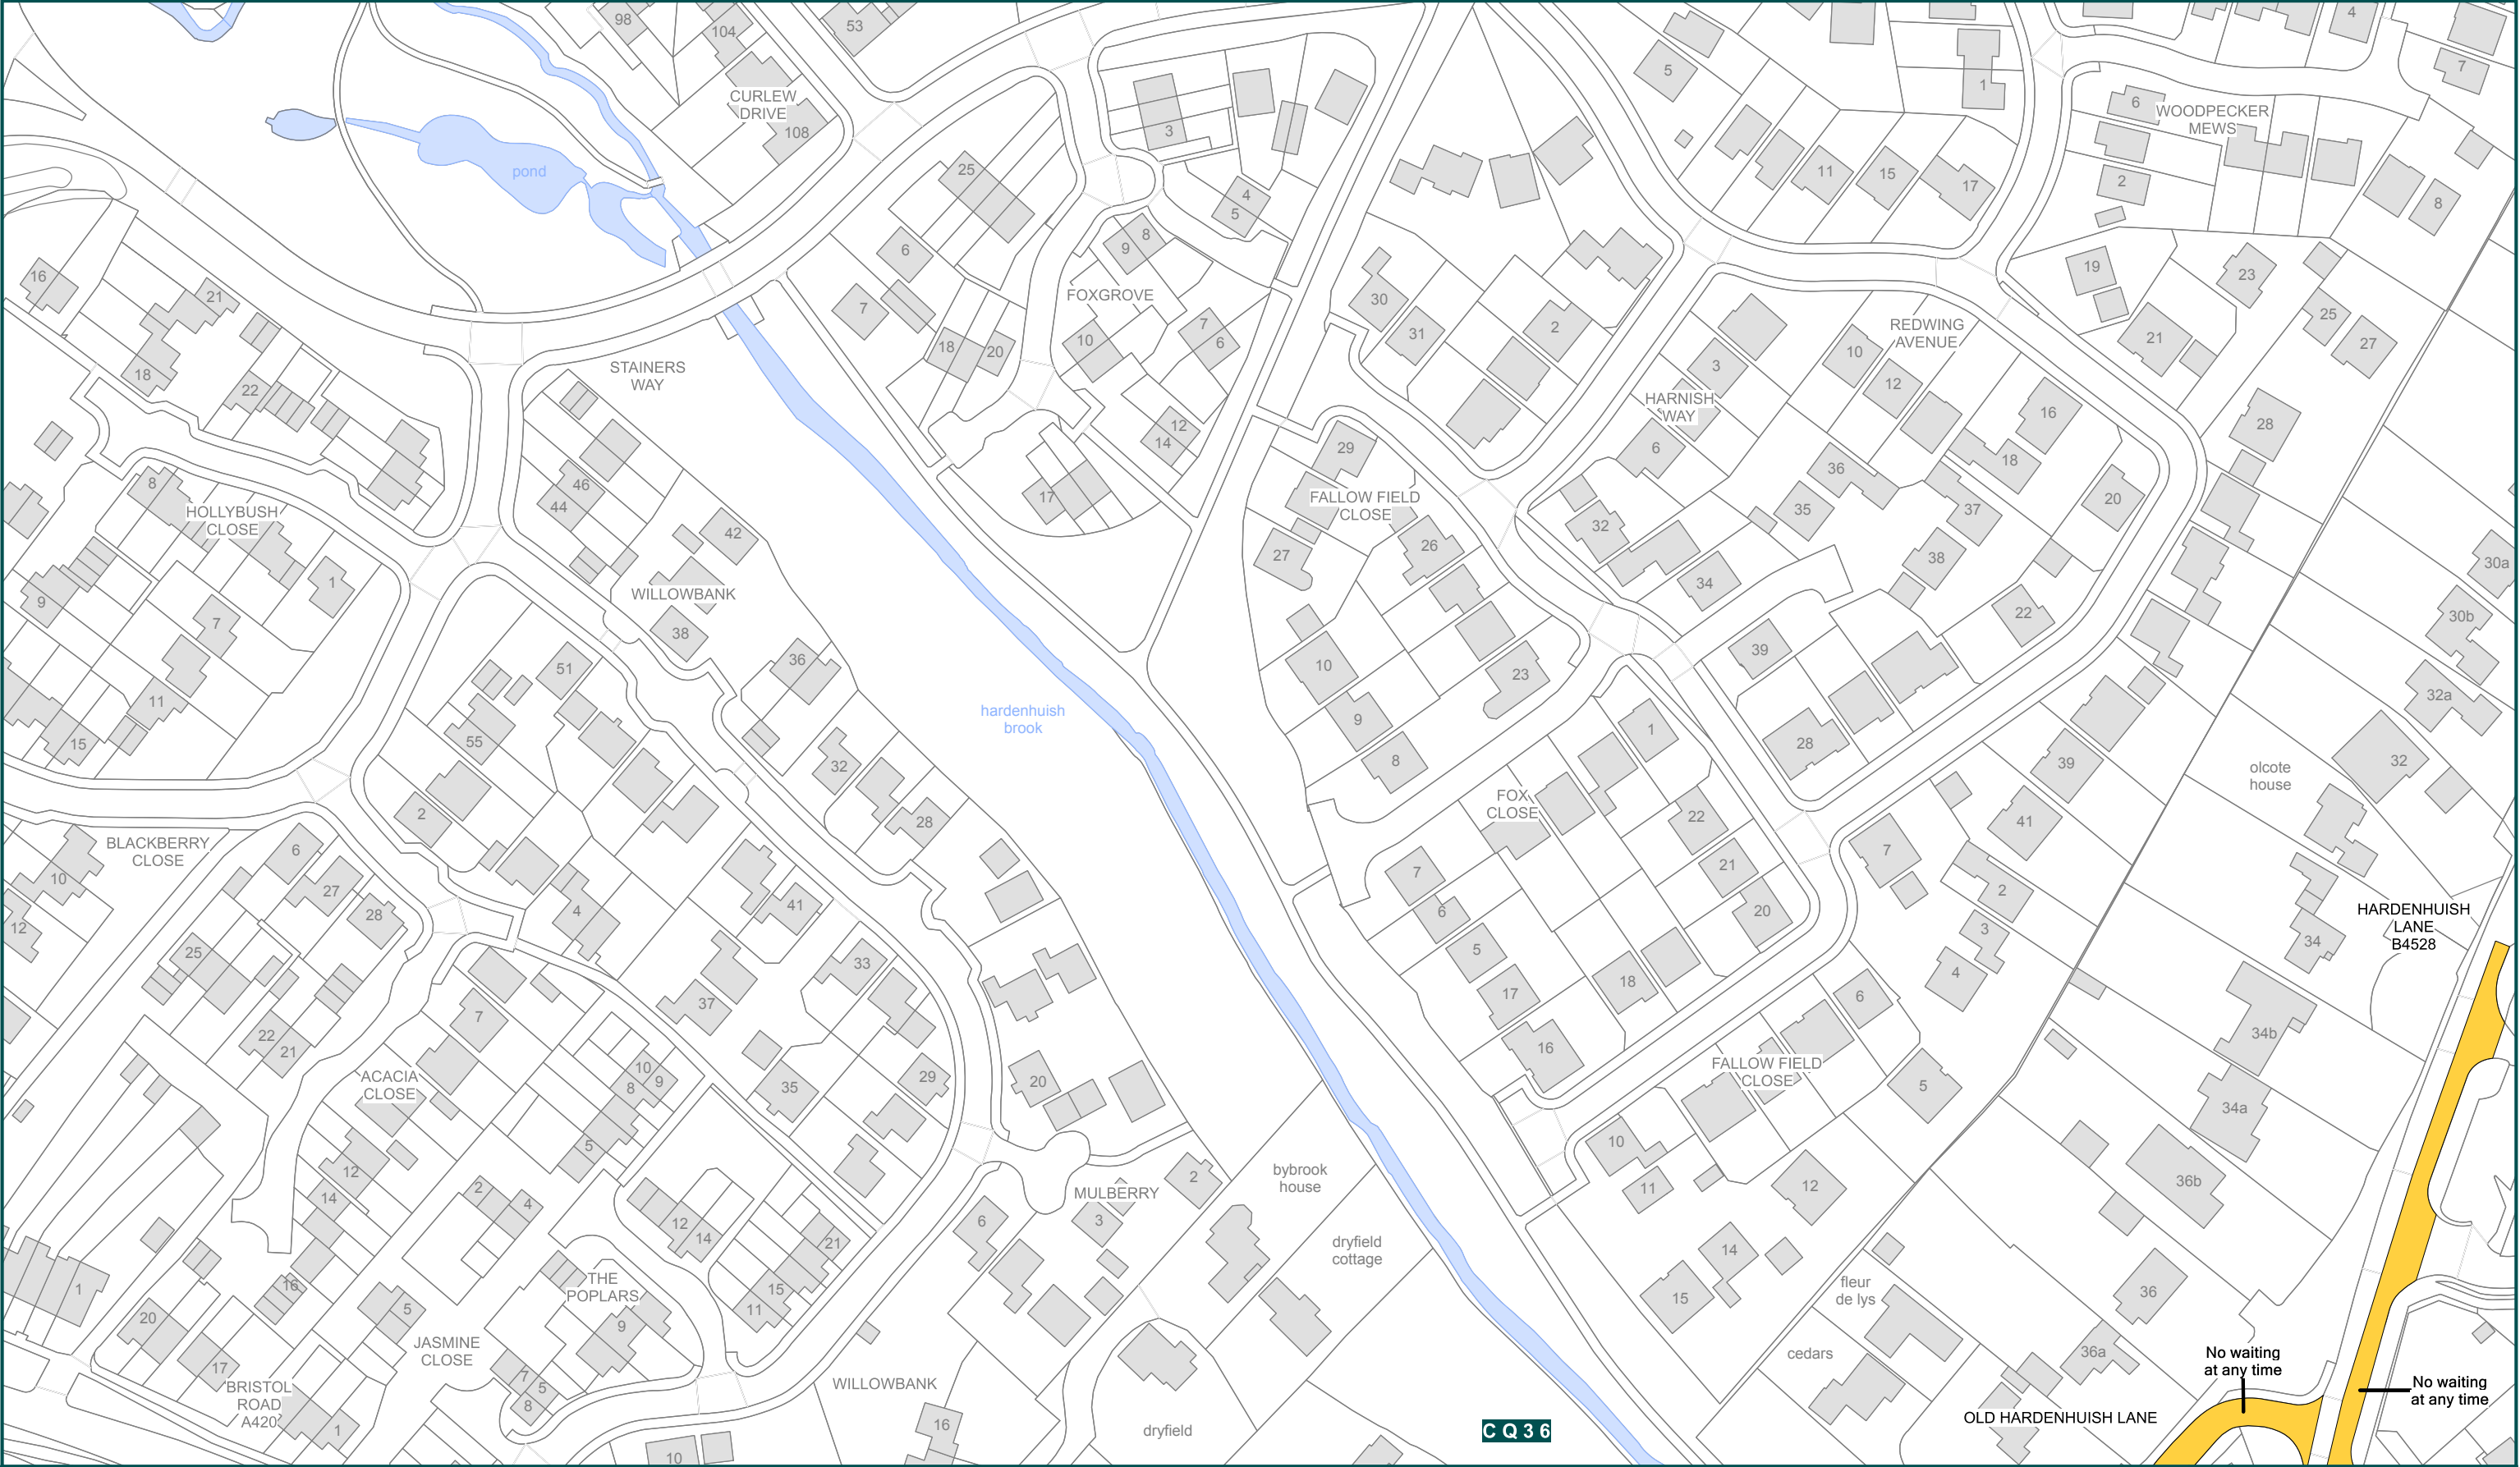 98
104
53
CURLEW
DRIVE
108
pond
3
25
4
5
8
9
6
7
FOXGROVE
18
20
10
7
6
12
14
17
STAINERS
WAY
16
21
18
22
8
HOLLYBUSH
CLOSE
1
9
7
11
15
46
44
42
WILLOWBANK
38
36
51
55
32
28
2
hardenhuish
brook
BLACKBERRY
CLOSE
10
12
6
27
28
25
22
21
4
41
33
37
35
29
7
ACACIA
CLOSE
10
9
8
5
12
14
2
4
16
1
20
17
BRISTOL
ROAD
A420
5
JASMINE
CLOSE
1
THE
POPLARS
9
7
5
8
12
14
21
15
11
20
MULBERRY
3
2
6
WILLOWBANK
16
10
bybrook
house
dryfield
cottage
dryfield
5
1
11
15
17
4
7
6
WOODPECKER
MEWS
2
8
19
21
23
25
27
28
30
31
2
HARNISH
WAY
3
6
REDWING
AVENUE
10
12
16
18
20
36
35
37
38
32
34
22
39
28
29
FALLOW FIELD
CLOSE
27
26
10
9
8
23
1
FOX
CLOSE
22
21
20
7
6
5
17
16
18
39
41
7
2
3
4
6
5
FALLOW FIELD
CLOSE
10
11
12
14
15
30a
30b
32a
32
olcote
house
34
HARDENHUISH
LANE
B4528
34b
34a
36b
36
36a
fleur
de lys
cedars
No waiting
at any time
No waiting
at any time
OLD HARDENHUISH LANE
CQ36